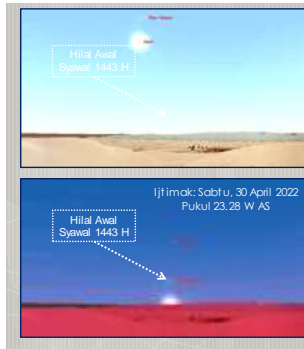 Hilal Awal
Syawal 1443 H
Ijtimak: Sabtu, 30 April 2022
Pukul 23.28 WAS
Hilal Awal
Syawal 1443 H